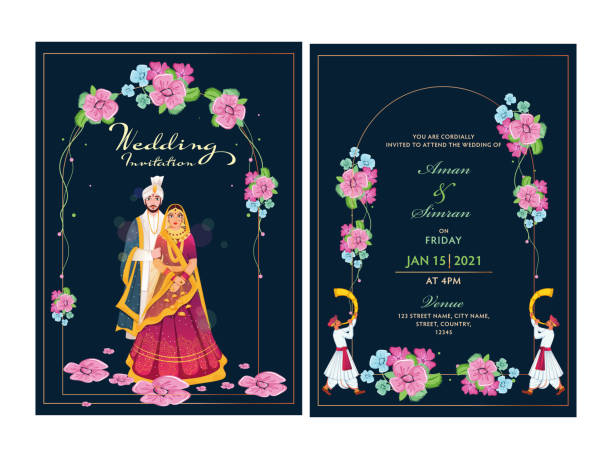 Wedding
Invitation
YOU ARE CORDIALLY
INVITED TO ATTEND THE WEDDING OF
Aman
&
Simran
ON
FRIDAY
JAN 15|2021
AT 4PM
Venue
123 STREET NAME, CITY NAME,
STREET, COUNTRY,
12345